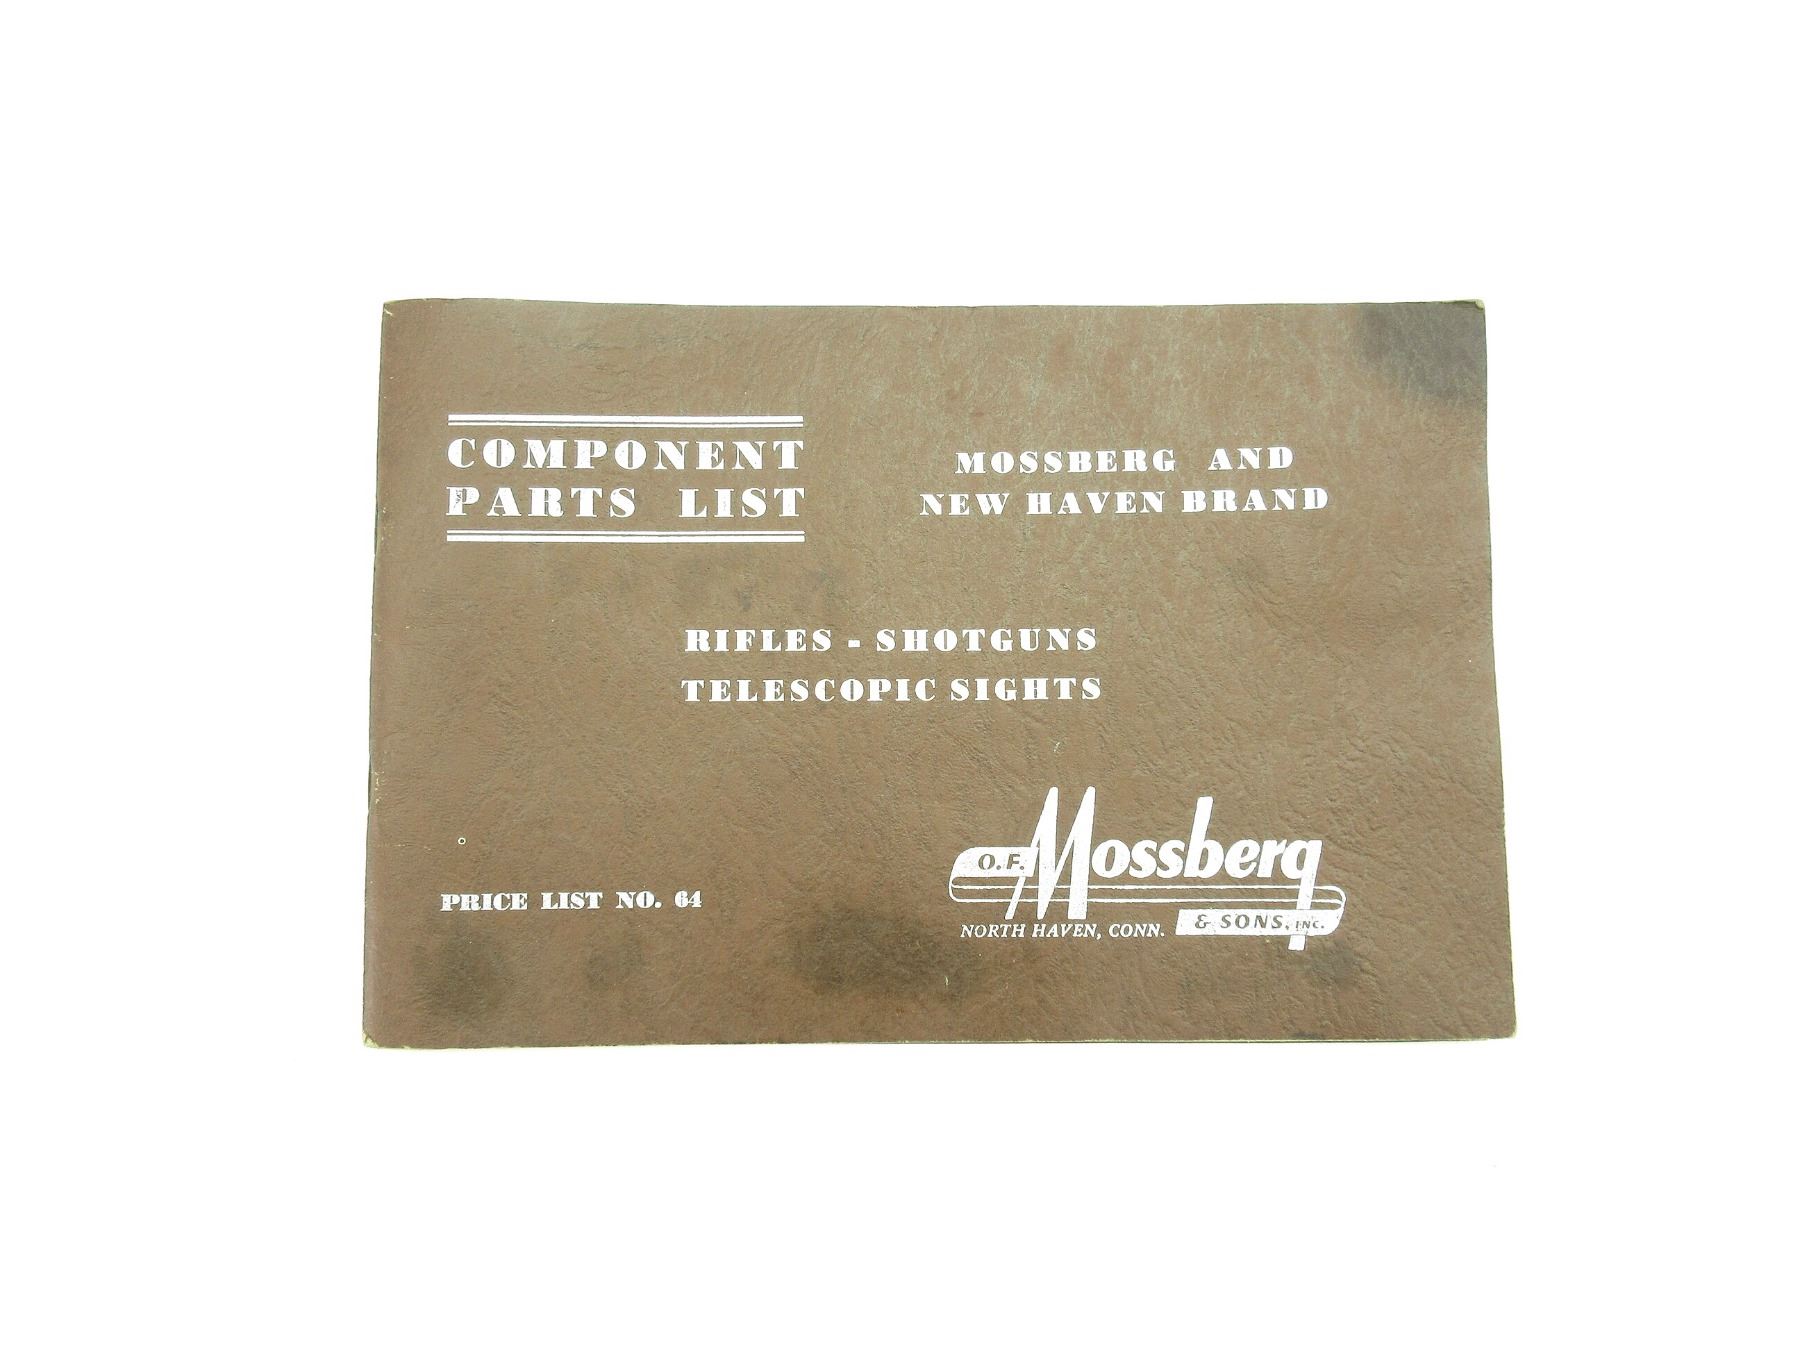 COMPONENT
PARTS LIST
MOSSBERG AND
NEW HAVEN BRAND
RIFLES - SHOTGUNS
TELESCOPIC SIGHTS
PRICE LIST NO. 64
O.F. Mossberg
& SONS, INC.
NORTH HAVEN, CONN.